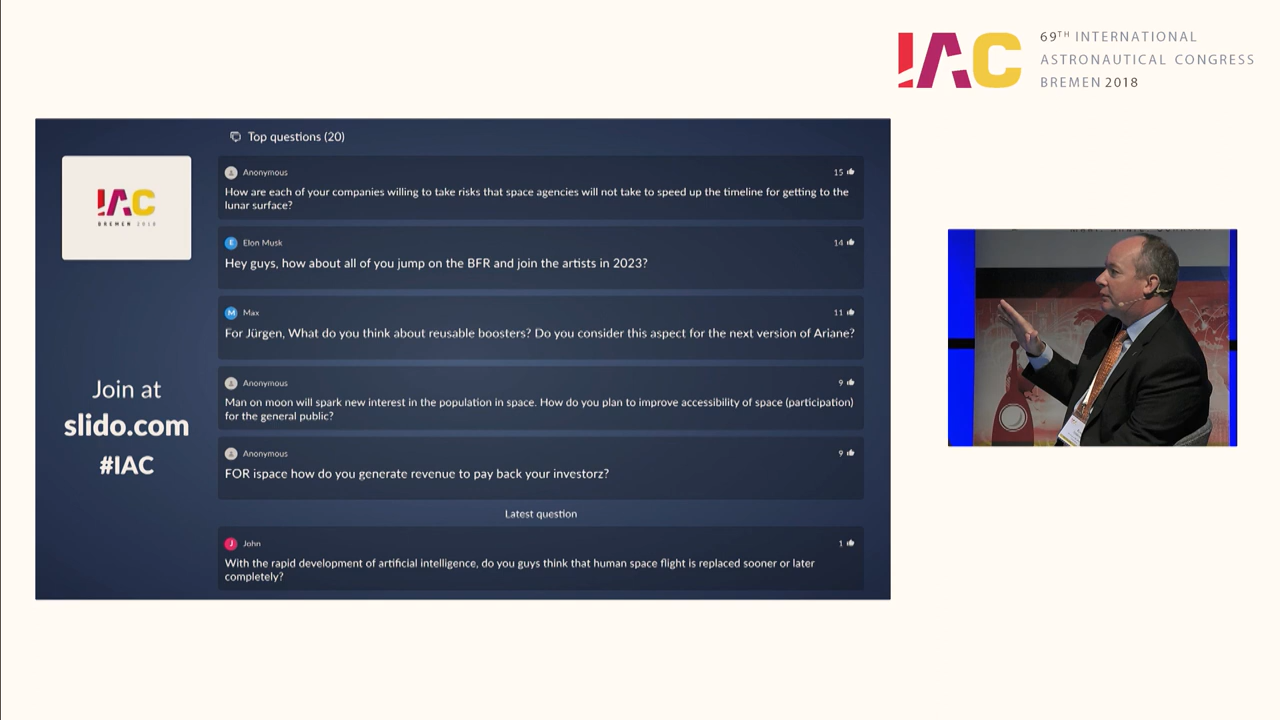 IAC
69TH INTERNATIONAL
ASTRONAUTICAL CONGRESS
BREMEN 2018
Top questions (20)
IAC
BREMEN 2018
Anonymous
15
How are each of your companies willing to take risks that space agencies will not take to speed up the timeline for getting to the
lunar surface?
E
Elon Musk
14
Hey guys, how about all of you jump on the BFR and join the artists in 2023?
M
Max
11
For Jürgen, What do you think about reusable boosters? Do you consider this aspect for the next version of Ariane?
Anonymous
9
Man on moon will spark new interest in the population in space. How do you plan to improve accessibility of space (participation)
for the general public?
Anonymous
9
FOR ispace how do you generate revenue to pay back your investorz?
Join at
slido.com
#IAC
Latest question
J
John
1
With the rapid development of artificial intelligence, do you guys think that human space flight is replaced sooner or later
completely?